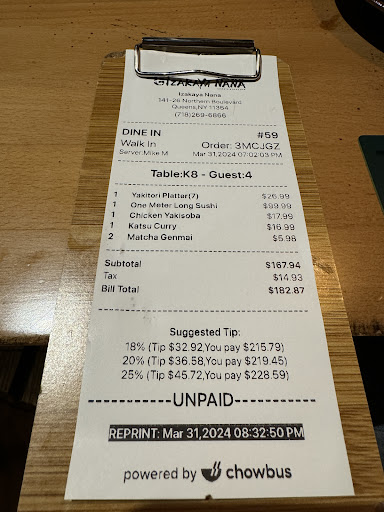 GIZAKAYA NANA
Izakaya Nana
141-26 Northern Boulevard
Queens,NY 11354
(718)269-6866
DINE IN #59
Walk In Order: 3MCJGZ
Server:Mike M Mar 31,2024 07:02:03 PM
Table:K8 - Guest:4
1 Yakitori Platter(7) $26.99
1 One Meter Long Sushi $99.99
1 Chicken Yakisoba $17.99
1 Katsu Curry $16.99
2 Matcha Genmai $5.98
Subtotal $167.94
Tax $14.93
Bill Total $182.87
Suggested Tip:
18% (Tip $32.92,You pay $215.79)
20% (Tip $36.58,You pay $219.45)
25% (Tip $45.72,You pay $228.59)
UNPAID
REPRINT: Mar 31,2024 08:32:50 PM
powered by chowbus